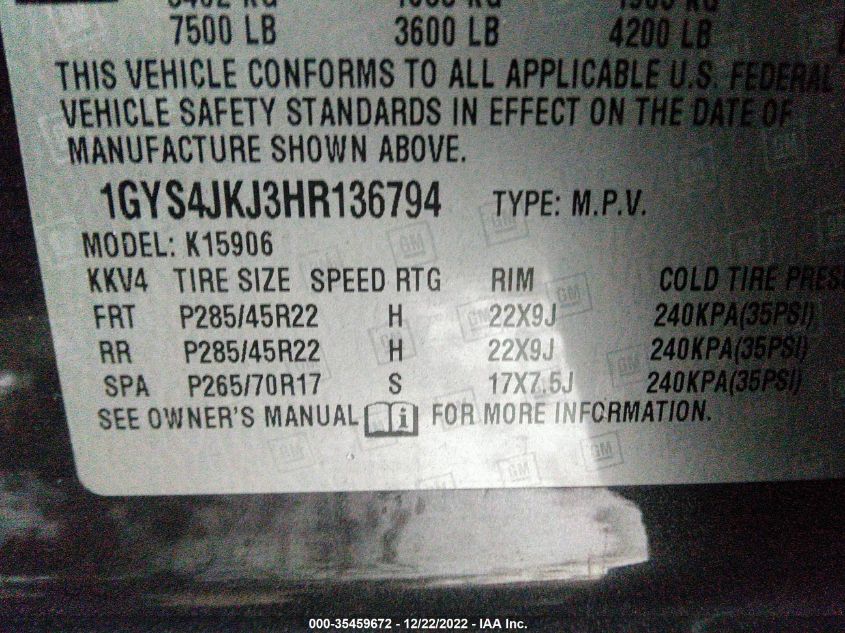 7500 LB 3600 LB 4200 LB
THIS VEHICLE CONFORMS TO ALL APPLICABLE U.S. FEDERAL
VEHICLE SAFETY STANDARDS IN EFFECT ON THE DATE OF
MANUFACTURE SHOWN ABOVE.
1GYS4JKJ3HR136794 TYPE: M.P.V.
MODEL: K15906
KKV4 TIRE SIZE SPEED RTG RIM COLD TIRE PRES
FRT P285/45R22 H 22X9J 240KPA(35PSI)
RR P285/45R22 H 22X9J 240KPA(35PSI)
SPA P265/70R17 S 17X7.5J 240KPA(35PSI)
SEE OWNER'S MANUAL i FOR MORE INFORMATION.
000-35459672 - 12/22/2022 - IAA Inc.